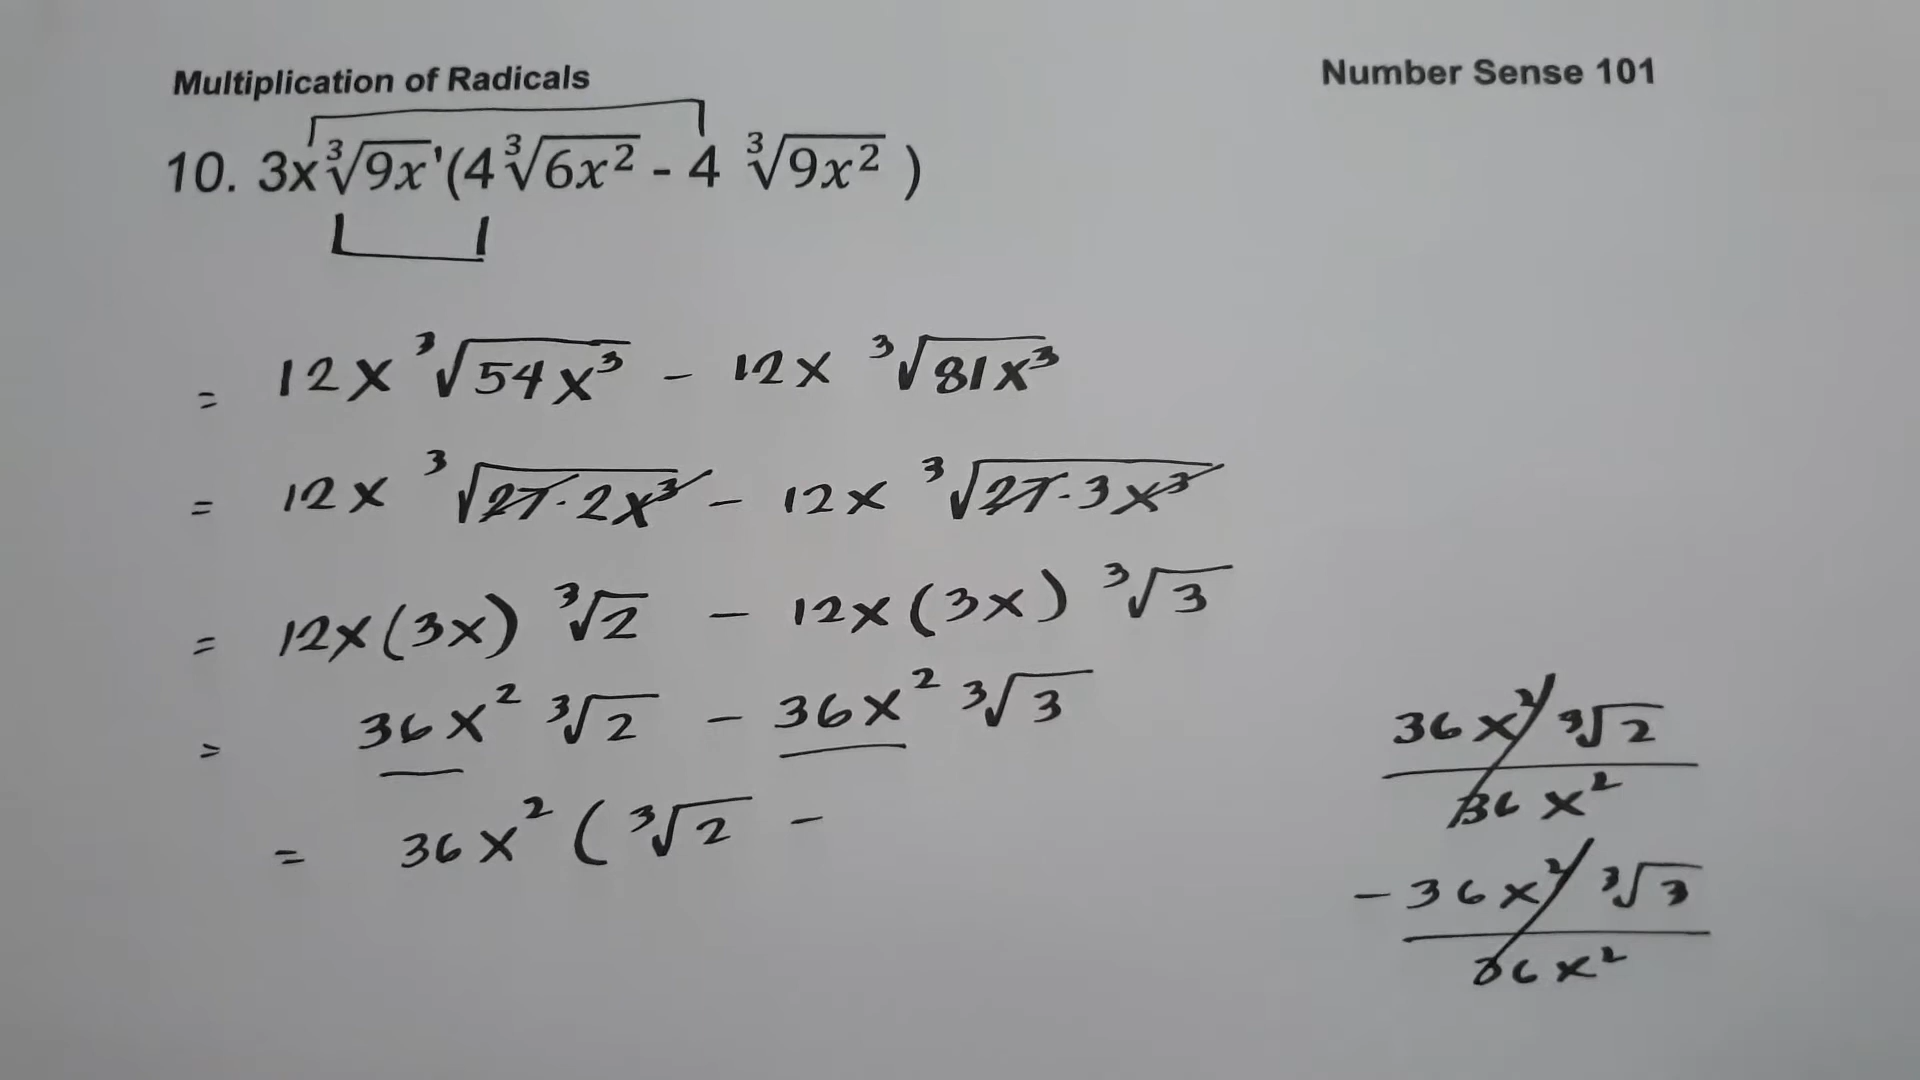 Multiplication of Radicals
Number Sense 101
10. 3x∛9x'(4∛6x² - 4 ∛9x² )
= 12x ∛54x³ - 12x ∛81x³
= 12x ∛27·2x³ - 12x ∛27·3x³
= 12x(3x) ∛2 - 12x(3x) ∛3
= 36x² ∛2 - 36x² ∛3
= 36x² ( ∛2 -
36x² ∛2
36x²
-36x² ∛3
36x²